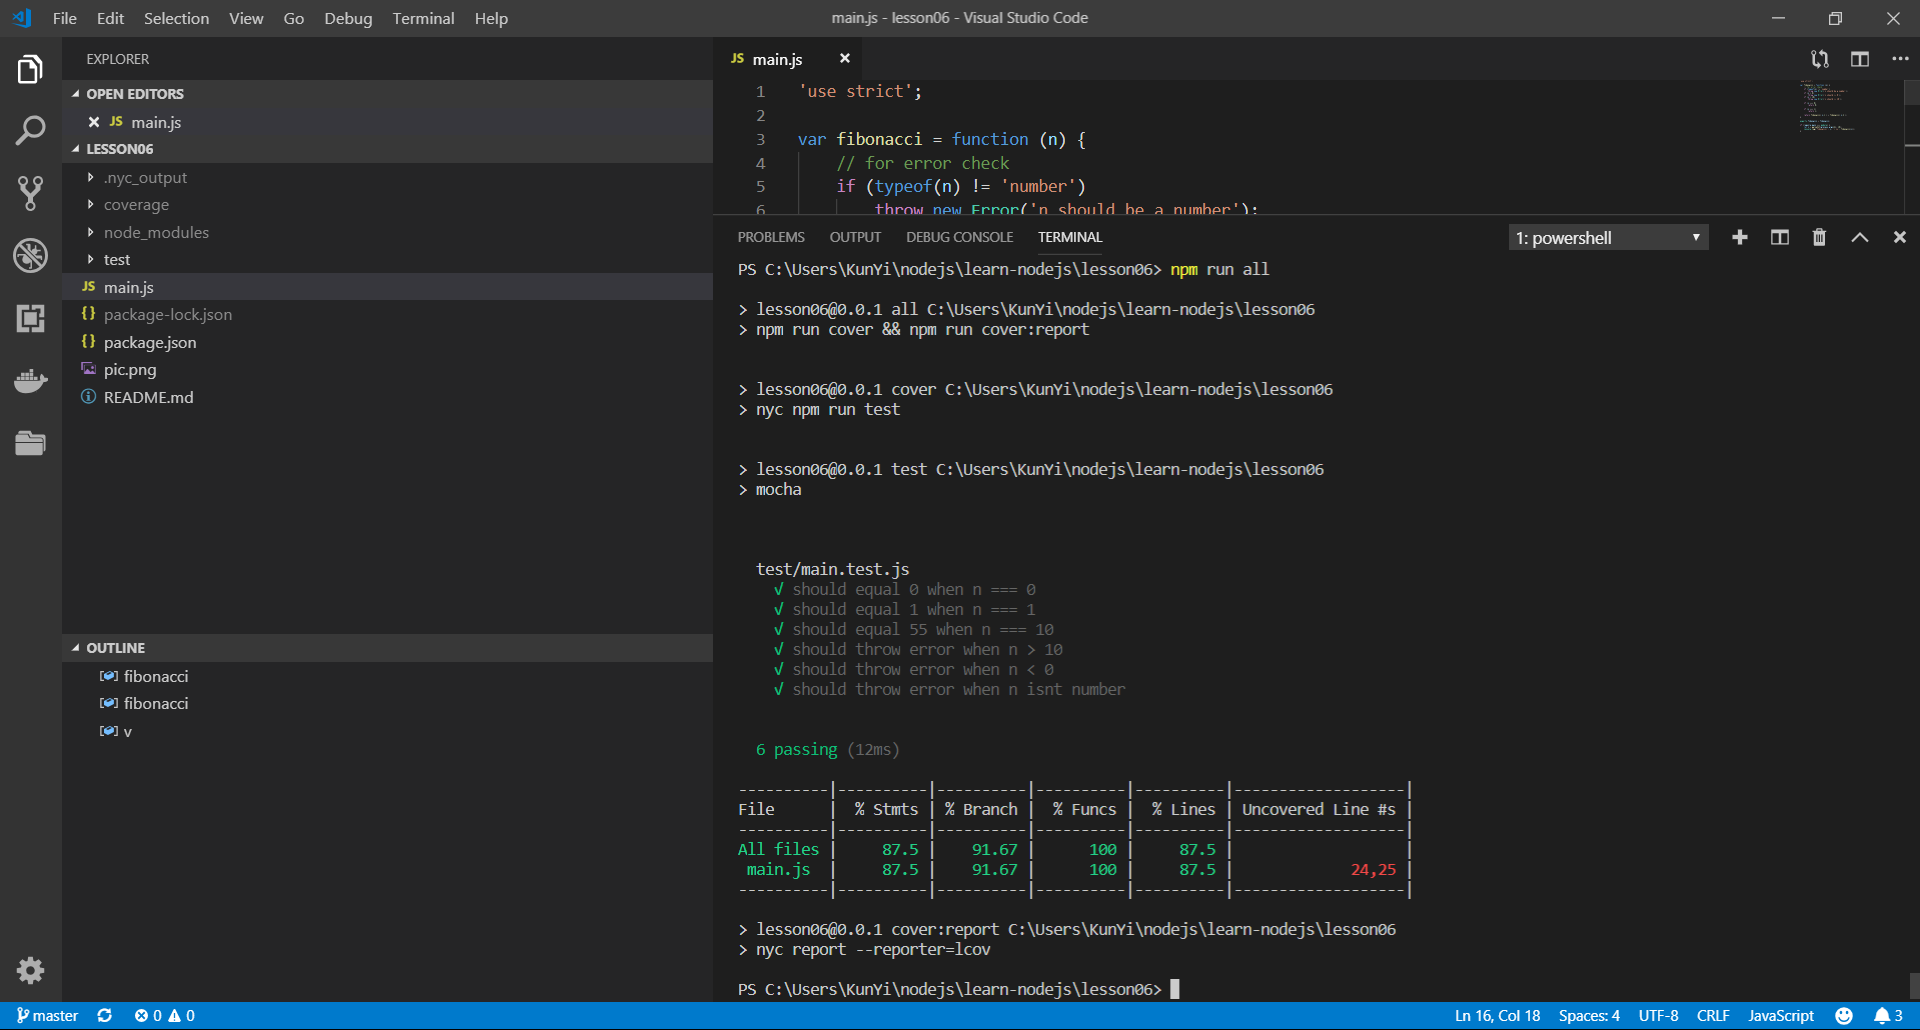 File Edit Selection View Go Debug Terminal Help
main.js - lesson06 - Visual Studio Code
EXPLORER
OPEN EDITORS
JS main.js
LESSON06
.nyc_output
coverage
node_modules
test
JS main.js
{} package-lock.json
{} package.json
pic.png
README.md
OUTLINE
fibonacci
fibonacci
v
JS main.js
1 'use strict';
2
3 var fibonacci = function (n) {
4 // for error check
5 if (typeof(n) != 'number')
6 throw new Error('n should be a number');
PROBLEMS OUTPUT DEBUG CONSOLE TERMINAL
1: powershell
PS C:\Users\KunYi\nodejs\learn-nodejs\lesson06> npm run all
> lesson06@0.0.1 all C:\Users\KunYi\nodejs\learn-nodejs\lesson06
> npm run cover && npm run cover:report
> lesson06@0.0.1 cover C:\Users\KunYi\nodejs\learn-nodejs\lesson06
> nyc npm run test
> lesson06@0.0.1 test C:\Users\KunYi\nodejs\learn-nodejs\lesson06
> mocha
test/main.test.js
√ should equal 0 when n === 0
√ should equal 1 when n === 1
√ should equal 55 when n === 10
√ should throw error when n > 10
√ should throw error when n < 0
√ should throw error when n isnt number
6 passing (12ms)
----------|----------|----------|----------|----------|-------------------|
File | % Stmts | % Branch | % Funcs | % Lines | Uncovered Line #s |
----------|----------|----------|----------|----------|-------------------|
All files | 87.5 | 91.67 | 100 | 87.5 | |
main.js | 87.5 | 91.67 | 100 | 87.5 | 24,25 |
----------|----------|----------|----------|----------|-------------------|
> lesson06@0.0.1 cover:report C:\Users\KunYi\nodejs\learn-nodejs\lesson06
> nyc report --reporter=lcov
PS C:\Users\KunYi\nodejs\learn-nodejs\lesson06>
master 0 0 Ln 16, Col 18 Spaces: 4 UTF-8 CRLF JavaScript 3